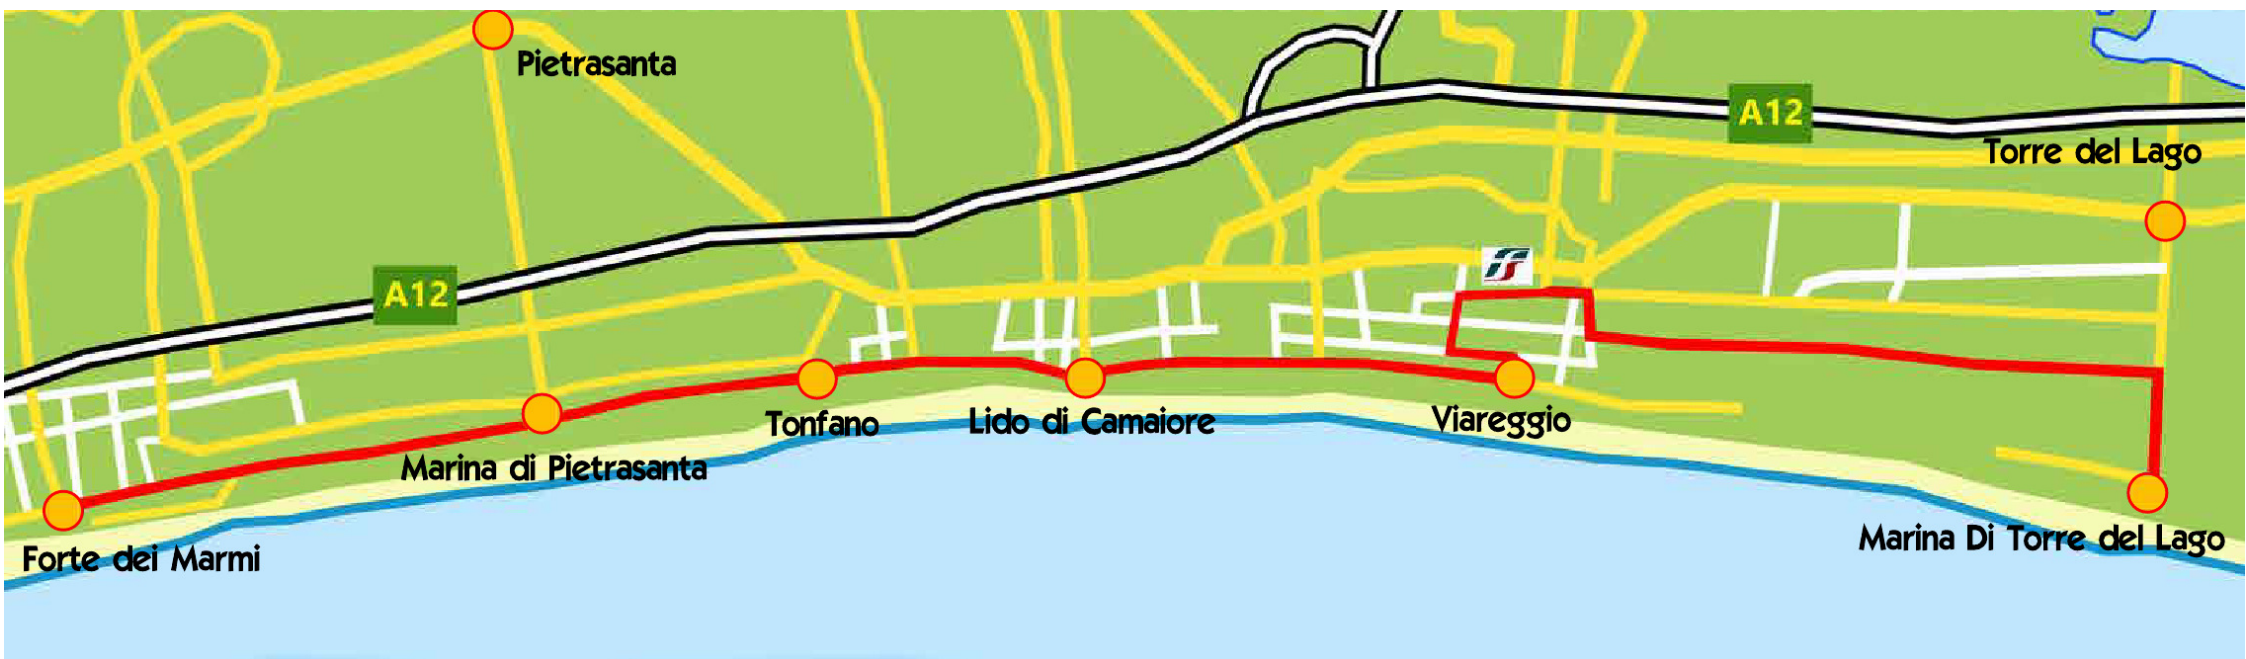 Pietrasanta
A12
Torre del Lago
A12
Tonfano
Lido di Camaiore
Viareggio
Marina di Pietrasanta
Marina Di Torre del Lago
Forte dei Marmi